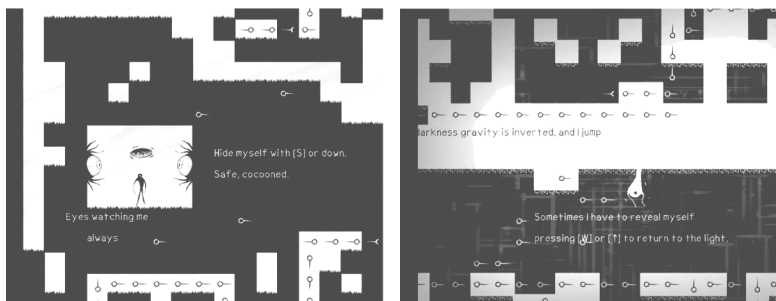 Hide myself with [S] or down.
Safe, cocooned.
Eyes watching me
always
darkness gravity is inverted, and I jump
Sometimes I have to reveal myself
pressing [W] or [↑] to return to the light.